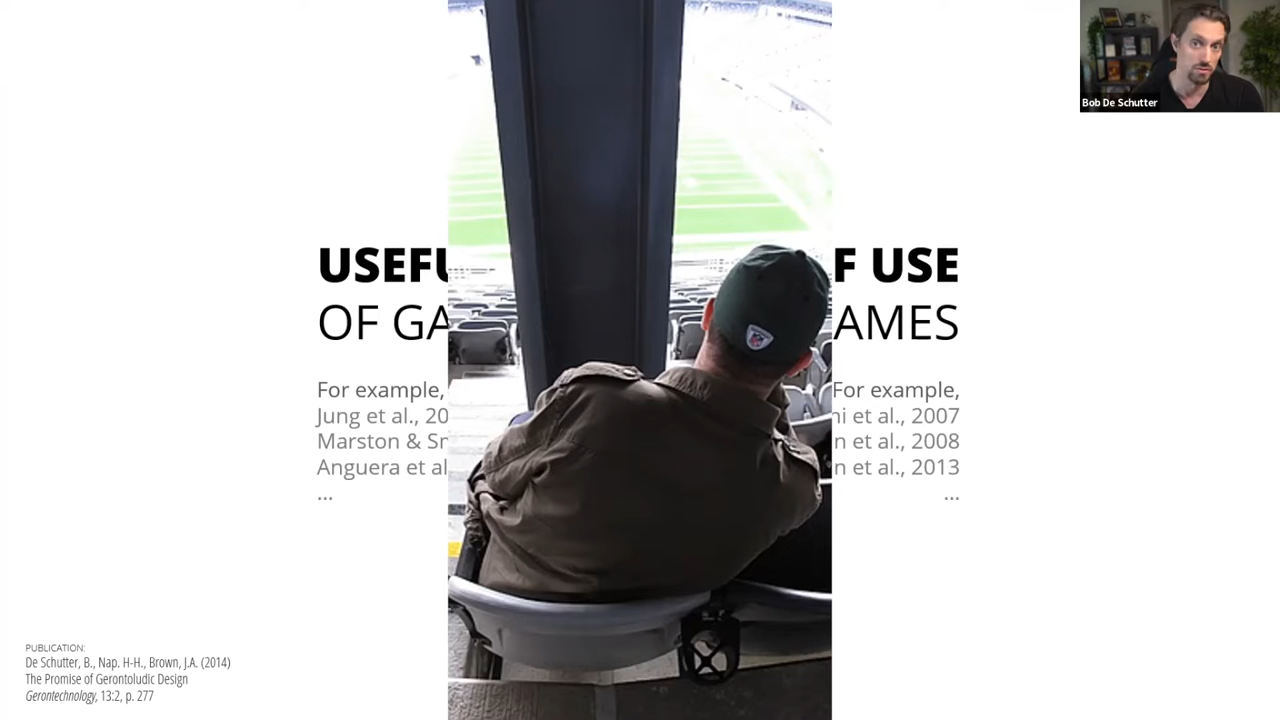 Bob De Schutter
USEFU
OF GA
For example,
Jung et al., 20
Marston &
Anguera et al
...
F USE
AMES
For example,
et al., 2007
et al., 2008
et al., 2013
...
PUBLICATION:
De Schutter, B., Nap. H-H., Brown, J.A. (2014)
The Promise of Gerontoludic Design
Gerontechnology, 13:2, p. 277